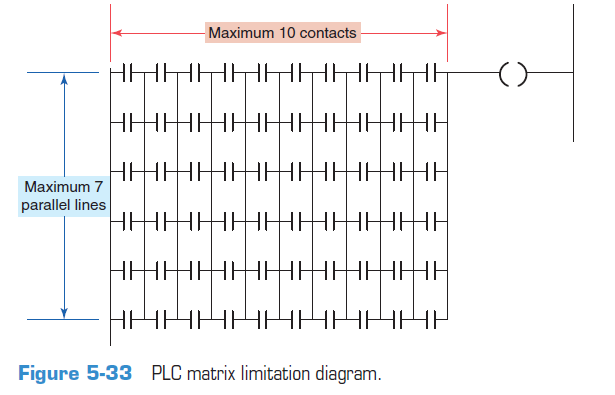 Maximum 10 contacts
Maximum 7
parallel lines
Figure 5-33 PLC matrix limitation diagram.